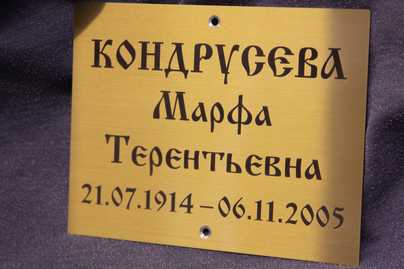 КОНДРУСЕВА
Марфа
Терентьевна
21.07.1914 – 06.11.2005